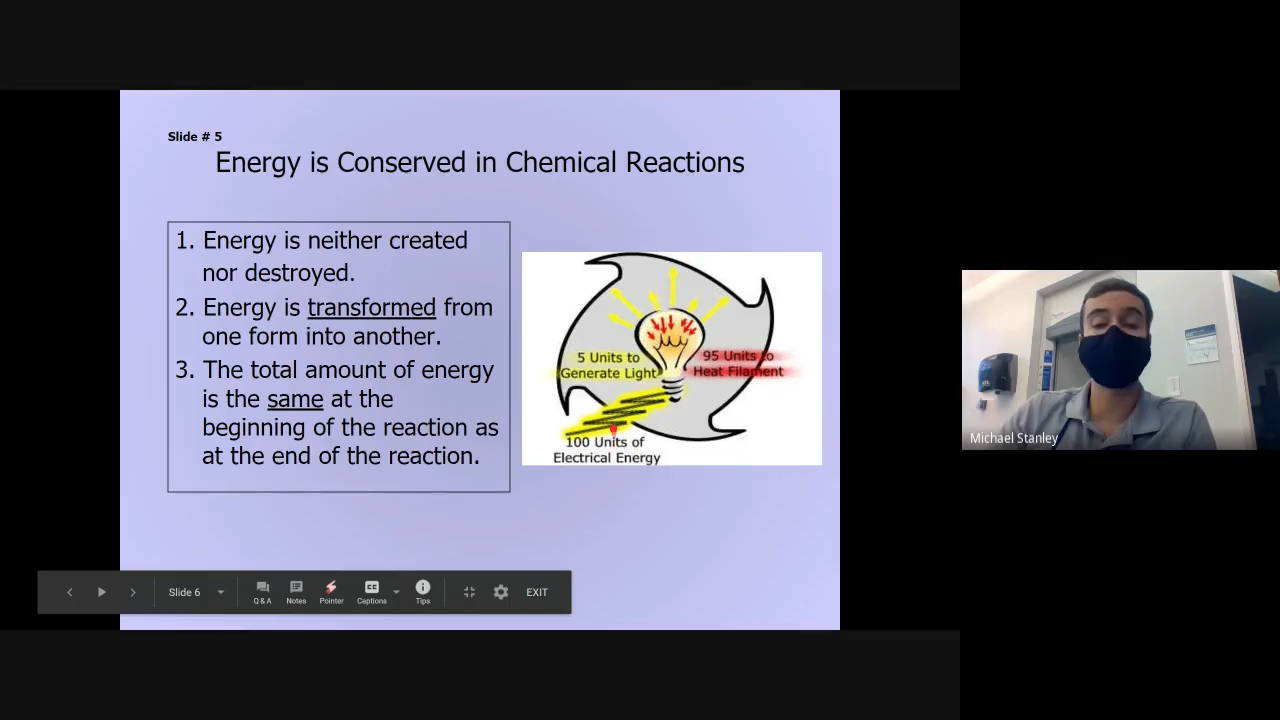 Slide # 5
Energy is Conserved in Chemical Reactions
1. Energy is neither created
nor destroyed.
2. Energy is transformed from
one form into another.
3. The total amount of energy
is the same at the
beginning of the reaction as
at the end of the reaction.
5 Units to
Generate Light
95 Units to
Heat Filament
100 Units of
Electrical Energy
Michael Stanley
Slide 6
Q & A
Notes
Pointer
CC
Captions
Tips
EXIT